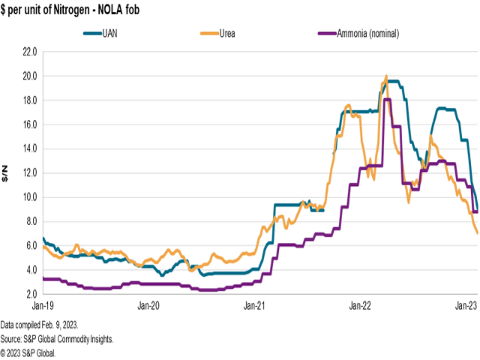 $ per unit of Nitrogen - NOLA fob
UAN Urea Ammonia (nominal)
22.0
20.0
18.0
16.0
14.0
12.0
10.0
8.0
6.0
4.0
2.0
$/N
Jan-19 Jan-20 Jan-21 Jan-22 Jan-23
Data compiled Feb. 9, 2023.
Source: S&P Global Commodity Insights.
© 2023 S&P Global.